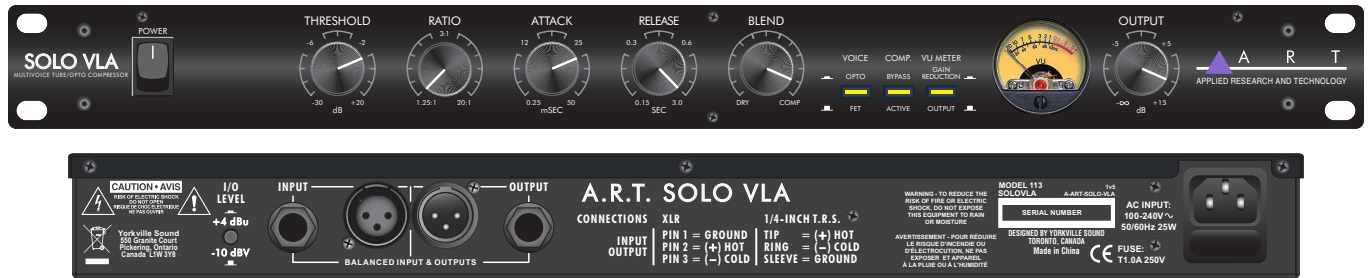 POWER
SOLO VLA
MULTIVOICE TUBE/OPTO COMPRESSOR
THRESHOLD
-6 -2
-30 +20
dB
RATIO
3:1
1.25:1 20:1
ATTACK
12 25
0.25 50
mSEC
RELEASE
0.3 0.6
0.15 3.0
SEC
BLEND
DRY COMP
VOICE COMP. VU METER
OPTO BYPASS GAIN REDUCTION
FET ACTIVE OUTPUT
VU
OUTPUT
-5 +5
-∞ +15
dB
A R T
APPLIED RESEARCH AND TECHNOLOGY
CAUTION • AVIS
RISK OF ELECTRIC SHOCK
DO NOT OPEN
RISQUE DE CHOC ELECTRIQUE
NE PAS OUVRIR
Yorkville Sound
550 Granite Court
Pickering, Ontario
Canada L1W 3Y8
I/O
LEVEL
+4 dBu
-10 dBV
INPUT
OUTPUT
BALANCED INPUT & OUTPUTS
A.R.T. SOLO VLA
CONNECTIONS XLR 1/4-INCH T.R.S.
INPUT
OUTPUT
PIN 1 = GROUND
PIN 2 = (+) HOT
PIN 3 = (−) COLD
TIP = (+) HOT
RING = (−) COLD
SLEEVE = GROUND
WARNING - TO REDUCE THE
RISK OF FIRE OR ELECTRIC
SHOCK, DO NOT EXPOSE
THIS EQUIPMENT TO RAIN
OR MOISTURE
AVERTISSEMENT - POUR RÉDUIRE
LE RISQUE D'INCENDIE OU
D'ÉLECTROCUTION, NE PAS
EXPOSER ET APPAREIL
À LA PLUIE OU À L'HUMIDITÉ
MODEL 113 1v5
SOLOVLA A-ART-SOLO-VLA
SERIAL NUMBER
DESIGNED BY YORKVILLE SOUND
TORONTO, CANADA
Made in China
CE
AC INPUT:
100-240V~
50/60Hz 25W
FUSE:
T1.0A 250V